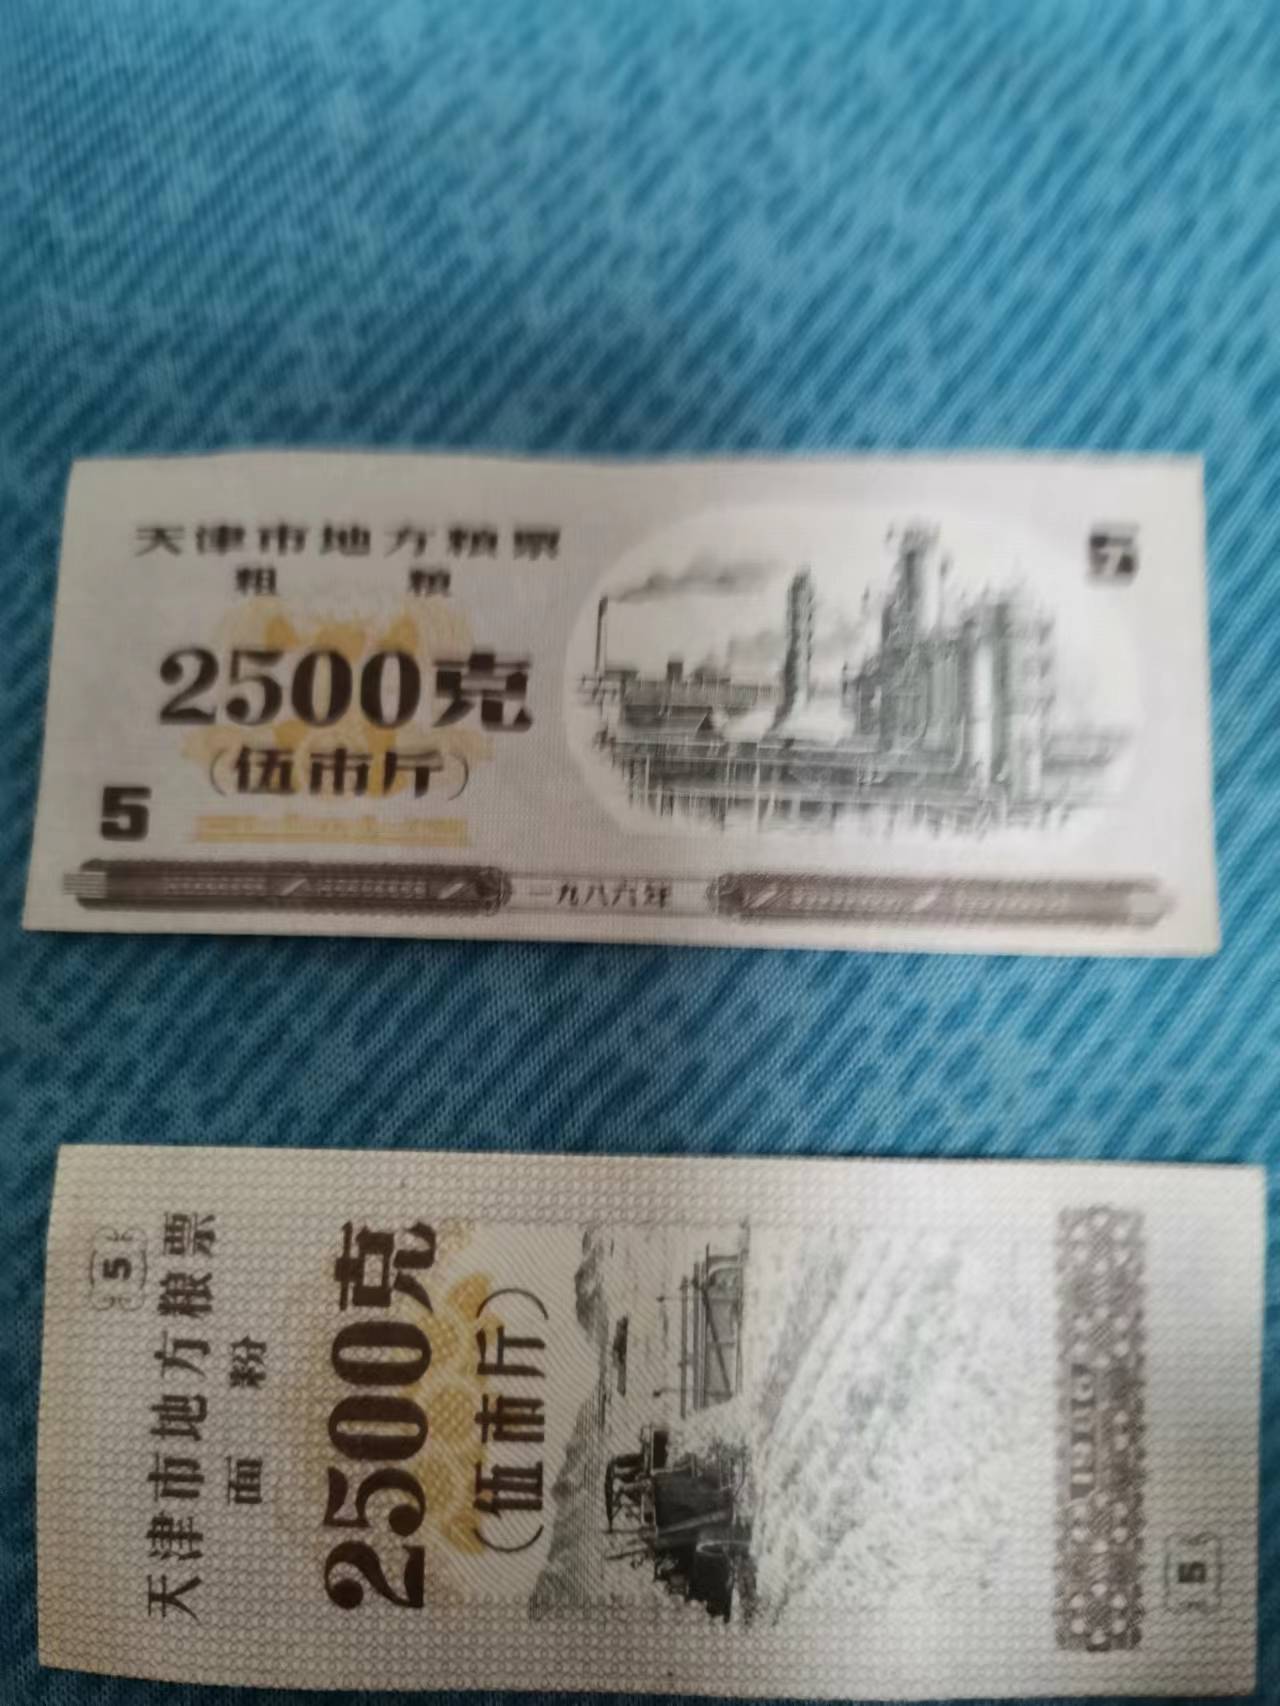 天津市地方粮票
粗 粮
2500克
(伍市斤)
5
一九八六年
天津市地方粮票
面 粉
2500克
(伍市斤)
5
5